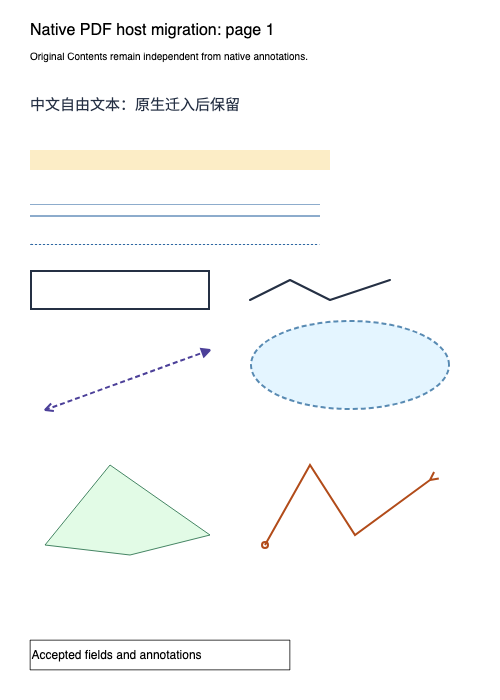 Native PDF host migration: page 1
Original Contents remain independent from native annotations.
中文自由文本：原生迁入后保留
Accepted fields and annotations